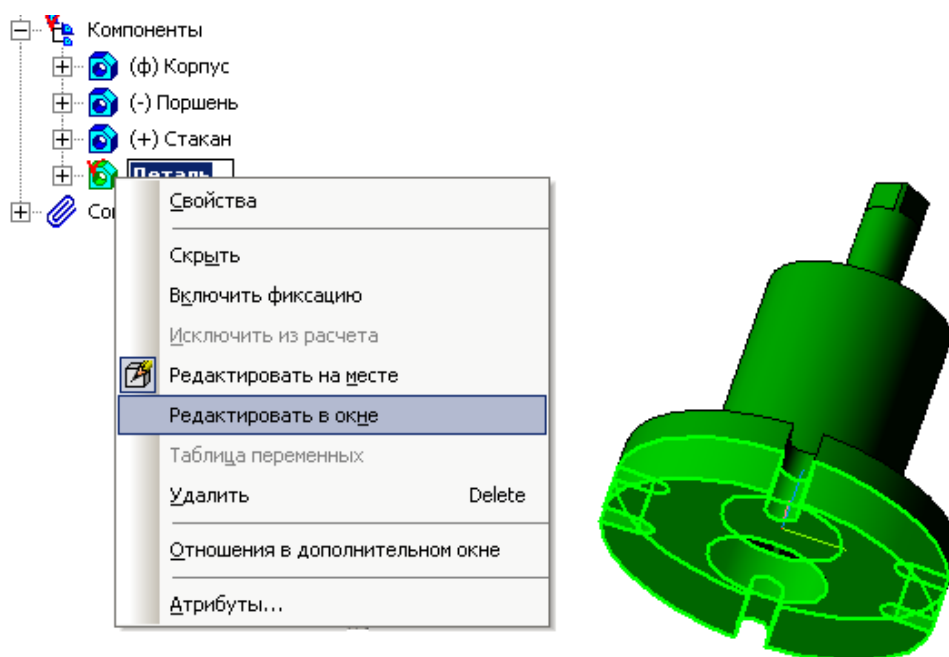 Компоненты
(ф) Корпус
(-) Поршень
(+) Стакан
Деталь
Свойства
Скрыть
Включить фиксацию
Исключить из расчета
Редактировать на месте
Редактировать в окне
Таблица переменных
Удалить Delete
Отношения в дополнительном окне
Атрибуты...